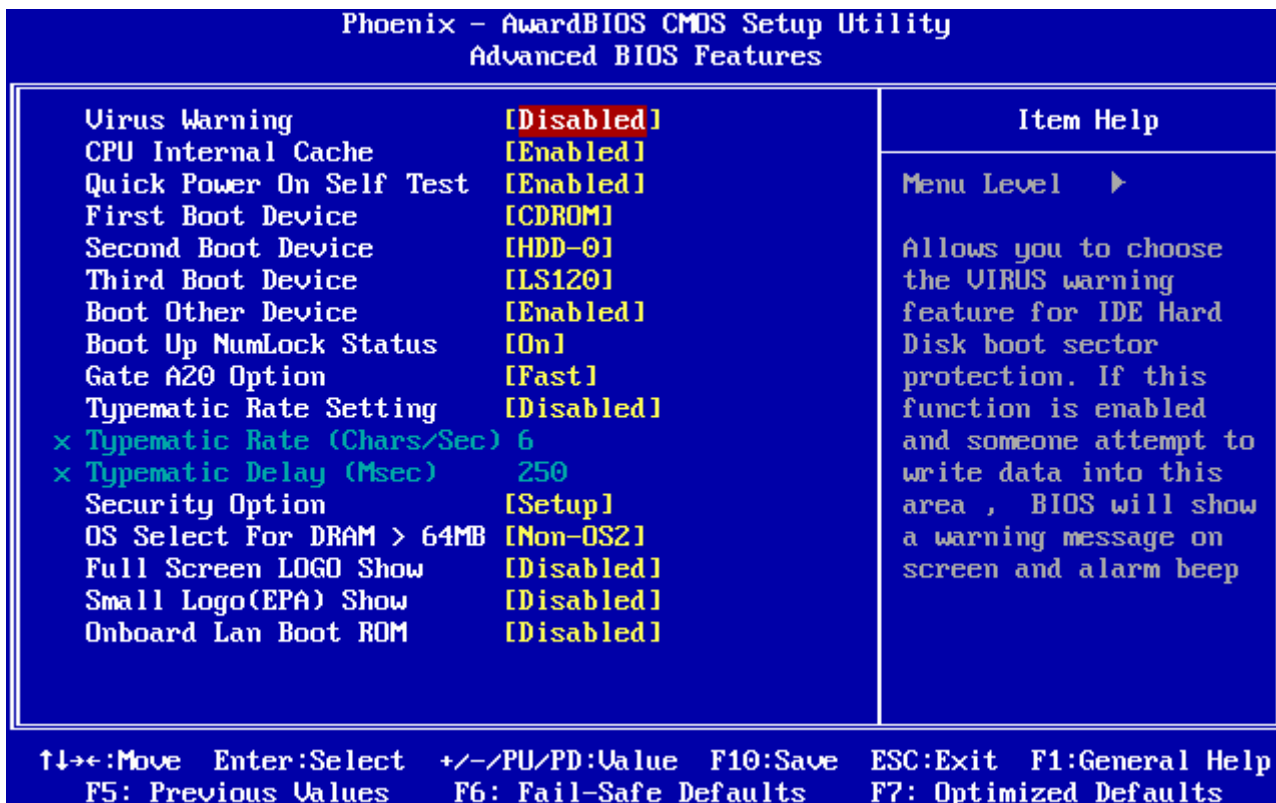 Phoenix - AwardBIOS CMOS Setup Utility
Advanced BIOS Features
Virus Warning [Disabled]
CPU Internal Cache [Enabled]
Quick Power On Self Test [Enabled]
First Boot Device [CDROM]
Second Boot Device [HDD-0]
Third Boot Device [LS120]
Boot Other Device [Enabled]
Boot Up NumLock Status [On]
Gate A20 Option [Fast]
Typematic Rate Setting [Disabled]
x Typematic Rate (Chars/Sec) 6
x Typematic Delay (Msec) 250
Security Option [Setup]
OS Select For DRAM > 64MB [Non-OS2]
Full Screen LOGO Show [Disabled]
Small Logo(EPA) Show [Disabled]
Onboard Lan Boot ROM [Disabled]
Item Help
Menu Level ▶
Allows you to choose
the VIRUS warning
feature for IDE Hard
Disk boot sector
protection. If this
function is enabled
and someone attempt to
write data into this
area , BIOS will show
a warning message on
screen and alarm beep
↑↓→←:Move Enter:Select +/-/PU/PD:Value F10:Save ESC:Exit F1:General Help
F5: Previous Values F6: Fail-Safe Defaults F7: Optimized Defaults